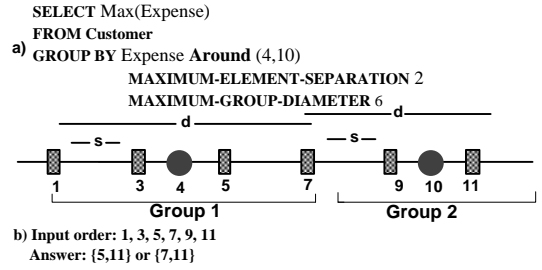 SELECT Max(Expense)
FROM Customer
a) GROUP BY Expense Around (4,10)
MAXIMUM-ELEMENT-SEPARATION 2
MAXIMUM-GROUP-DIAMETER 6
d d
s s
1 3 4 5 7 9 10 11
Group 1 Group 2
b) Input order: 1, 3, 5, 7, 9, 11
Answer: {5,11} or {7,11}